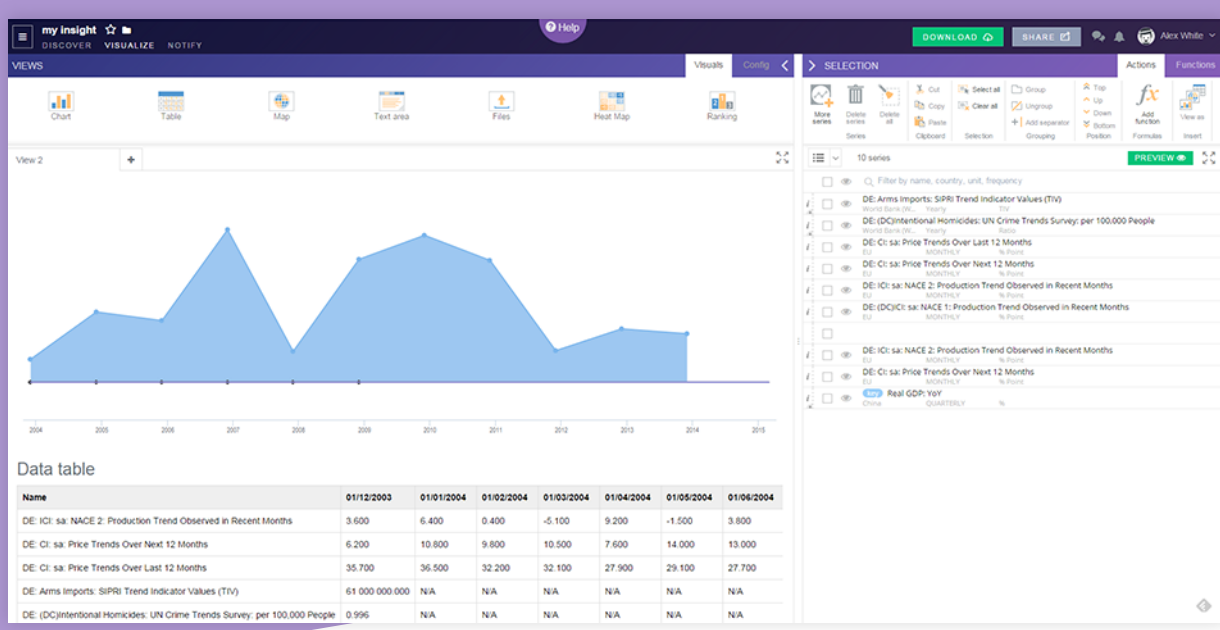 my insight
DISCOVER VISUALIZE NOTIFY
Help
DOWNLOAD
SHARE
Alex White
VIEWS
Visuals
Config
SELECTION
Actions
Functions
Chart
Table
Map
Text area
Files
Heat Map
Ranking
More series
Delete series
Delete all
Series
Cut
Copy
Paste
Clipboard
Select all
Clear all
Selection
Group
Ungroup
Add separator
Grouping
Top
Up
Down
Bottom
Position
fx
Add function
Formulas
View as
Insert
View 2
10 series
PREVIEW
Filter by name, country, unit, frequency
DE: Arms Imports: SIPRI Trend Indicator Values (TIV)
World Bank (W... Yearly TIV
DE: (DC)Intentional Homicides: UN Crime Trends Survey: per 100,000 People
World Bank (W... Yearly Ratio
DE: CI: sa: Price Trends Over Last 12 Months
EU MONTHLY % Point
DE: CI: sa: Price Trends Over Next 12 Months
EU MONTHLY % Point
DE: ICI: sa: NACE 2: Production Trend Observed in Recent Months
EU MONTHLY % Point
DE: (DC)ICI: sa: NACE 1: Production Trend Observed in Recent Months
EU MONTHLY % Point
DE: ICI: sa: NACE 2: Production Trend Observed in Recent Months
EU MONTHLY % Point
DE: CI: sa: Price Trends Over Next 12 Months
EU MONTHLY % Point
key Real GDP: YoY
China QUARTERLY %
2004 2005 2006 2007 2008 2009 2010 2011 2012 2013 2014 2015
Data table
Name 01/12/2003 01/01/2004 01/02/2004 01/03/2004 01/04/2004 01/05/2004 01/06/2004
DE: ICI: sa: NACE 2: Production Trend Observed in Recent Months 3.600 6.400 0.400 -5.100 9.200 -1.500 3.800
DE: CI: sa: Price Trends Over Next 12 Months 6.200 10.800 9.800 10.500 7.600 14.000 13.000
DE: CI: sa: Price Trends Over Last 12 Months 35.700 36.500 32.200 32.100 27.900 29.100 27.700
DE: Arms Imports: SIPRI Trend Indicator Values (TIV) 61 000 000.000 N/A N/A N/A N/A N/A N/A
DE: (DC)Intentional Homicides: UN Crime Trends Survey: per 100,000 People 0.996 N/A N/A N/A N/A N/A N/A